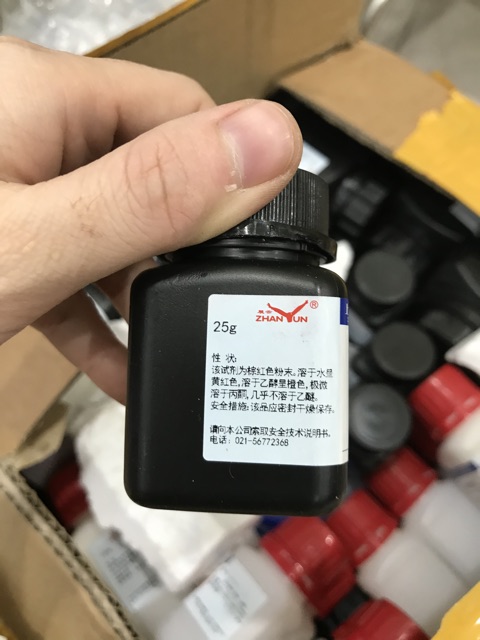 展云
ZHANYUN®
25g
性 状:
该试剂为棕红色粉末。溶于水显
黄红色,溶于乙醇呈橙色,极微
溶于丙酮,几乎不溶于乙醚。
安全措施:该品应密封干燥保存。
请向本公司索取安全技术说明书。
电话: 021-56772368